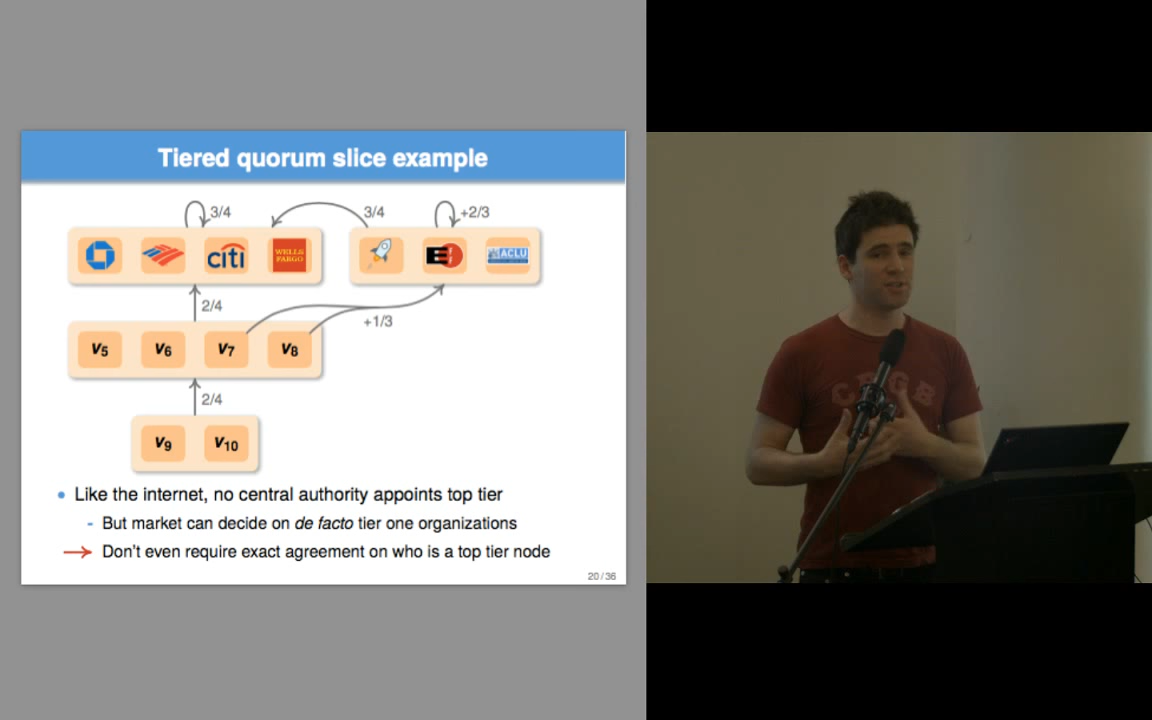 Tiered quorum slice example
3/4
3/4
+2/3
citi
WELLS
FARGO
ACLU
2/4
+1/3
v5 v6 v7 v8
2/4
v9 v10
Like the internet, no central authority appoints top tier
- But market can decide on de facto tier one organizations
→ Don't even require exact agreement on who is a top tier node
20 / 36